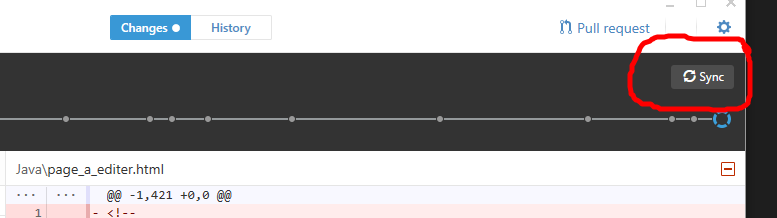 Changes History Pull request
Sync
Java\page_a_editer.html
... ... @@ -1,421 +0,0 @@
1 - <!--